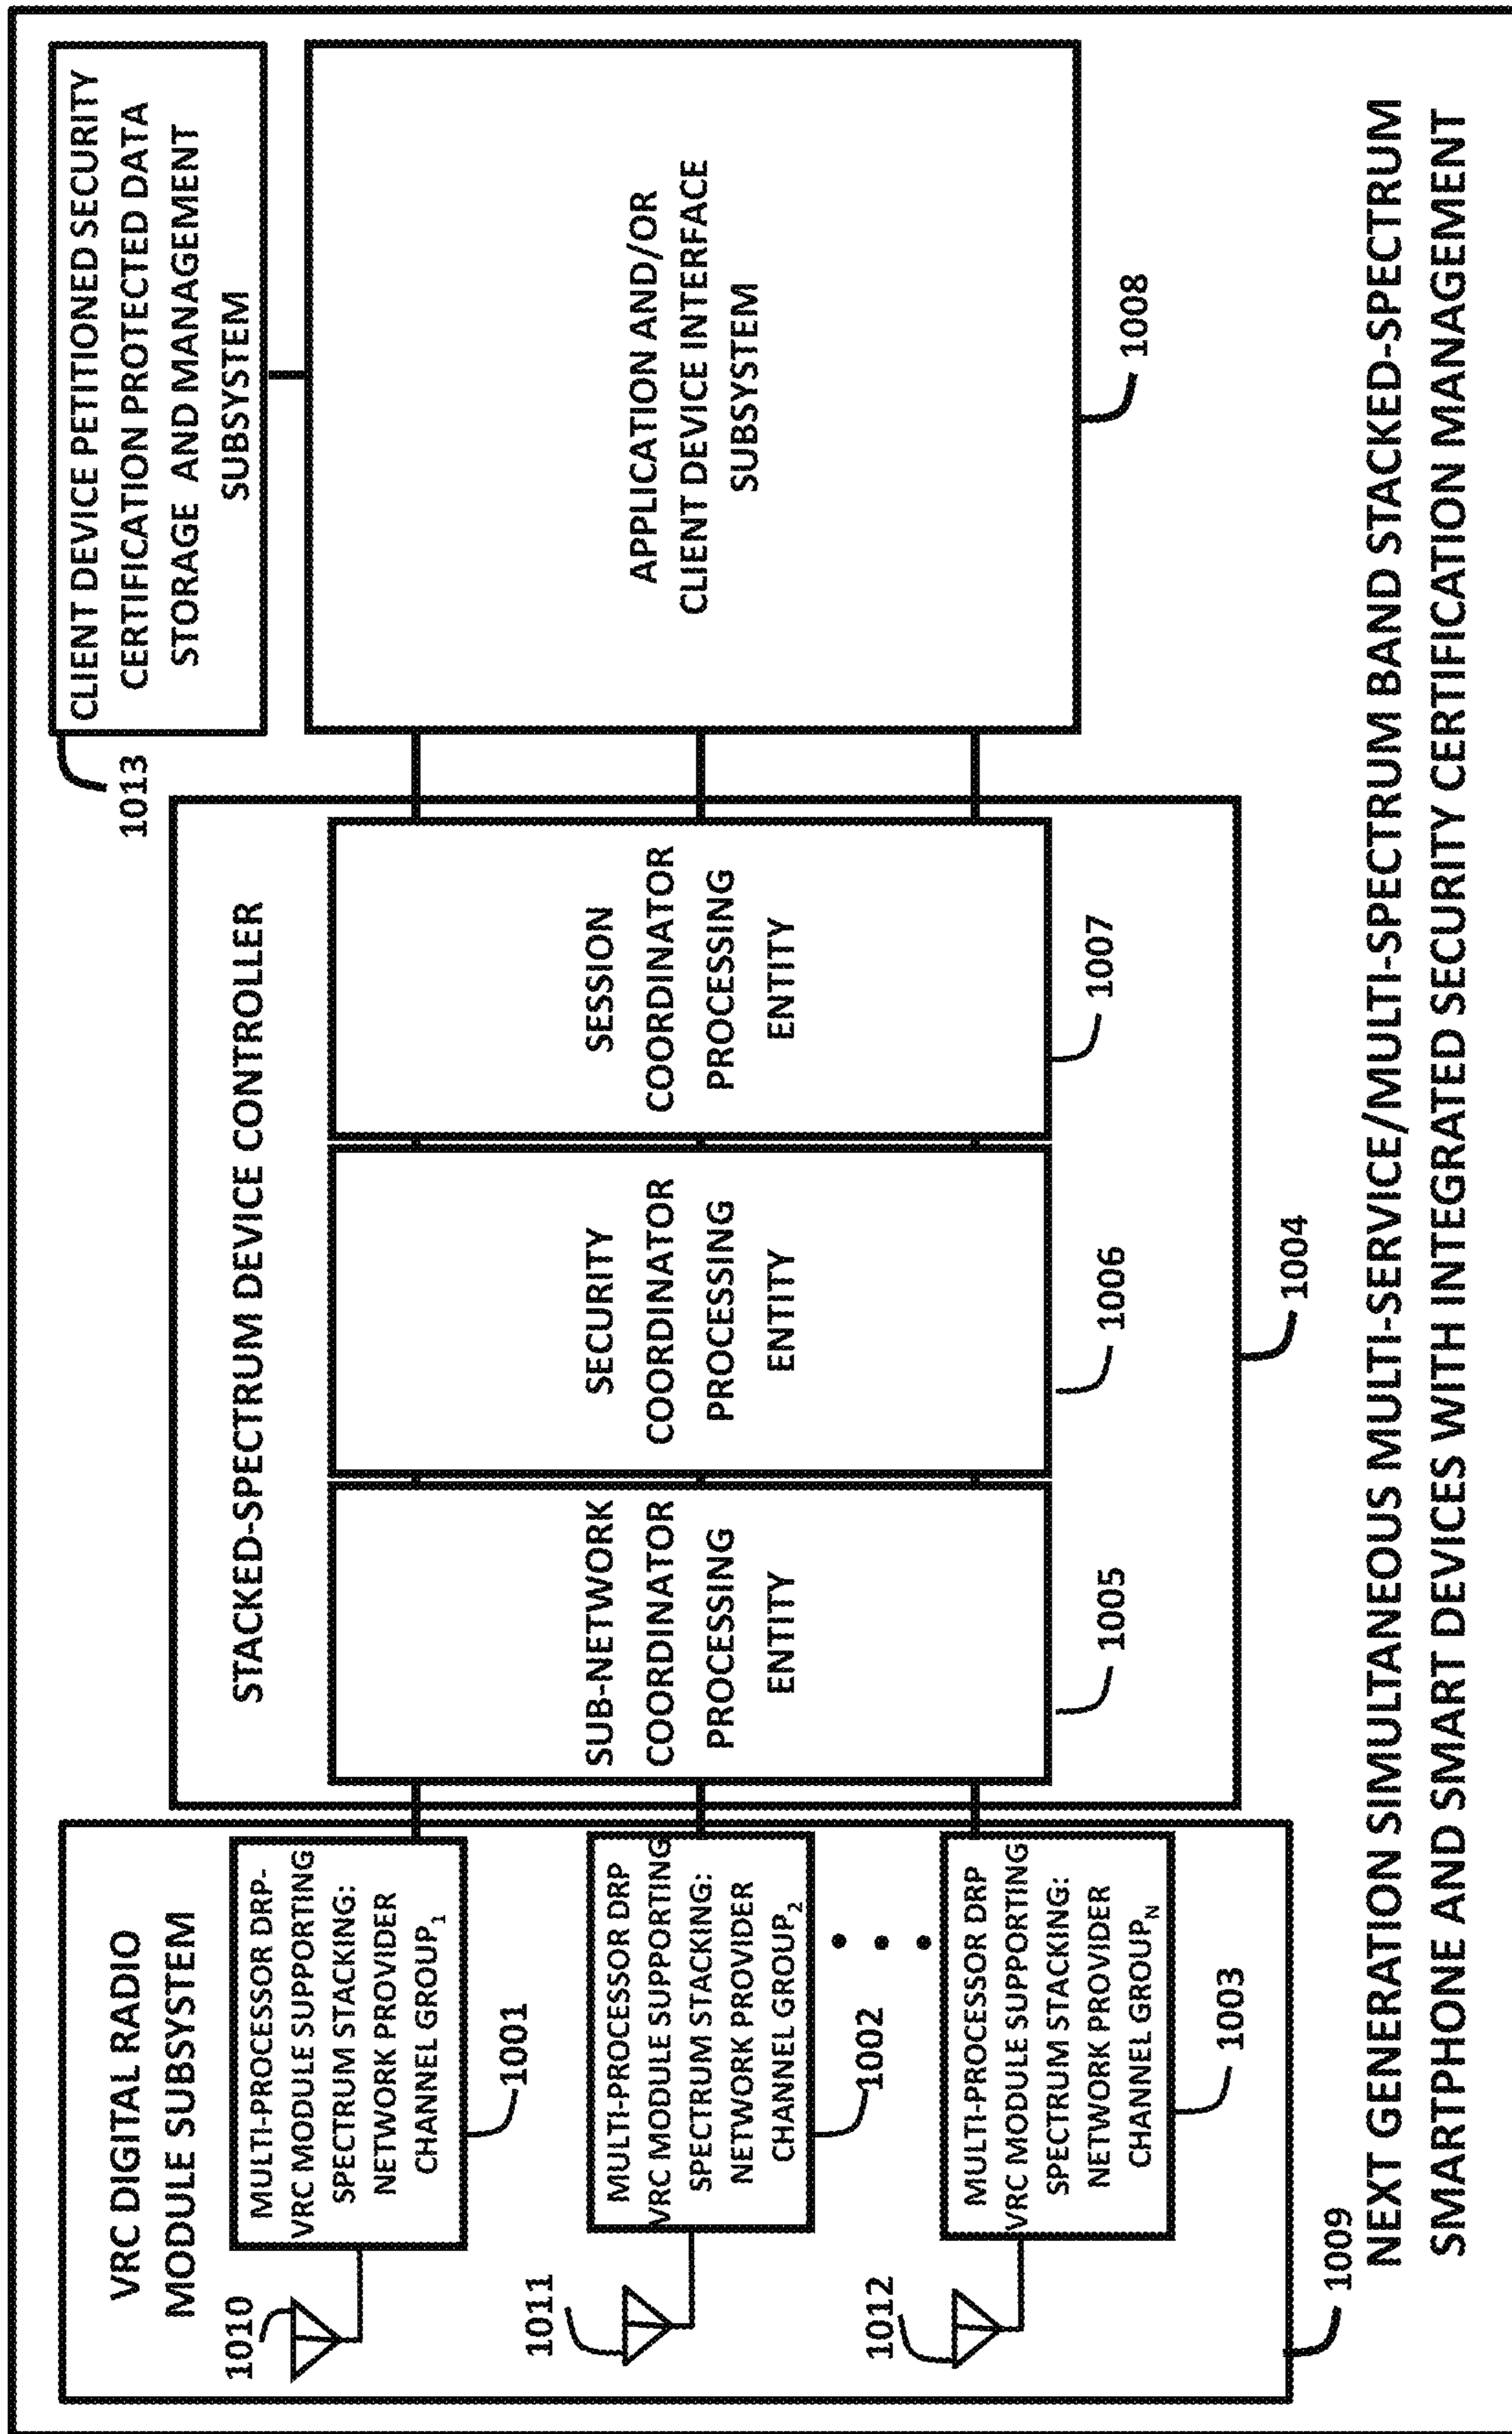 VRC DIGITAL RADIO
MODULE SUBSYSTEM
1010
MULTI-PROCESSOR DRP-
VRC MODULE SUPPORTING
SPECTRUM STACKING:
NETWORK PROVIDER
CHANNEL GROUP1
1001
1011
MULTI-PROCESSOR DRP
VRC MODULE SUPPORTING
SPECTRUM STACKING:
NETWORK PROVIDER
CHANNEL GROUP2
1002
1012
MULTI-PROCESSOR DRP
VRC MODULE SUPPORTING
SPECTRUM STACKING:
NETWORK PROVIDER
CHANNEL GROUPN
1003
1009
STACKED-SPECTRUM DEVICE CONTROLLER
SUB-NETWORK
COORDINATOR
PROCESSING
ENTITY
1005
SECURITY
COORDINATOR
PROCESSING
ENTITY
1006
SESSION
COORDINATOR
PROCESSING
ENTITY
1007
1004
1013
CLIENT DEVICE PETITIONED SECURITY
CERTIFICATION PROTECTED DATA
STORAGE AND MANAGEMENT
SUBSYSTEM
APPLICATION AND/OR
CLIENT DEVICE INTERFACE
SUBSYSTEM
1008
NEXT GENERATION SIMULTANEOUS MULTI-SERVICE/MULTI-SPECTRUM BAND STACKED-SPECTRUM
SMARTPHONE AND SMART DEVICES WITH INTEGRATED SECURITY CERTIFICATION MANAGEMENT